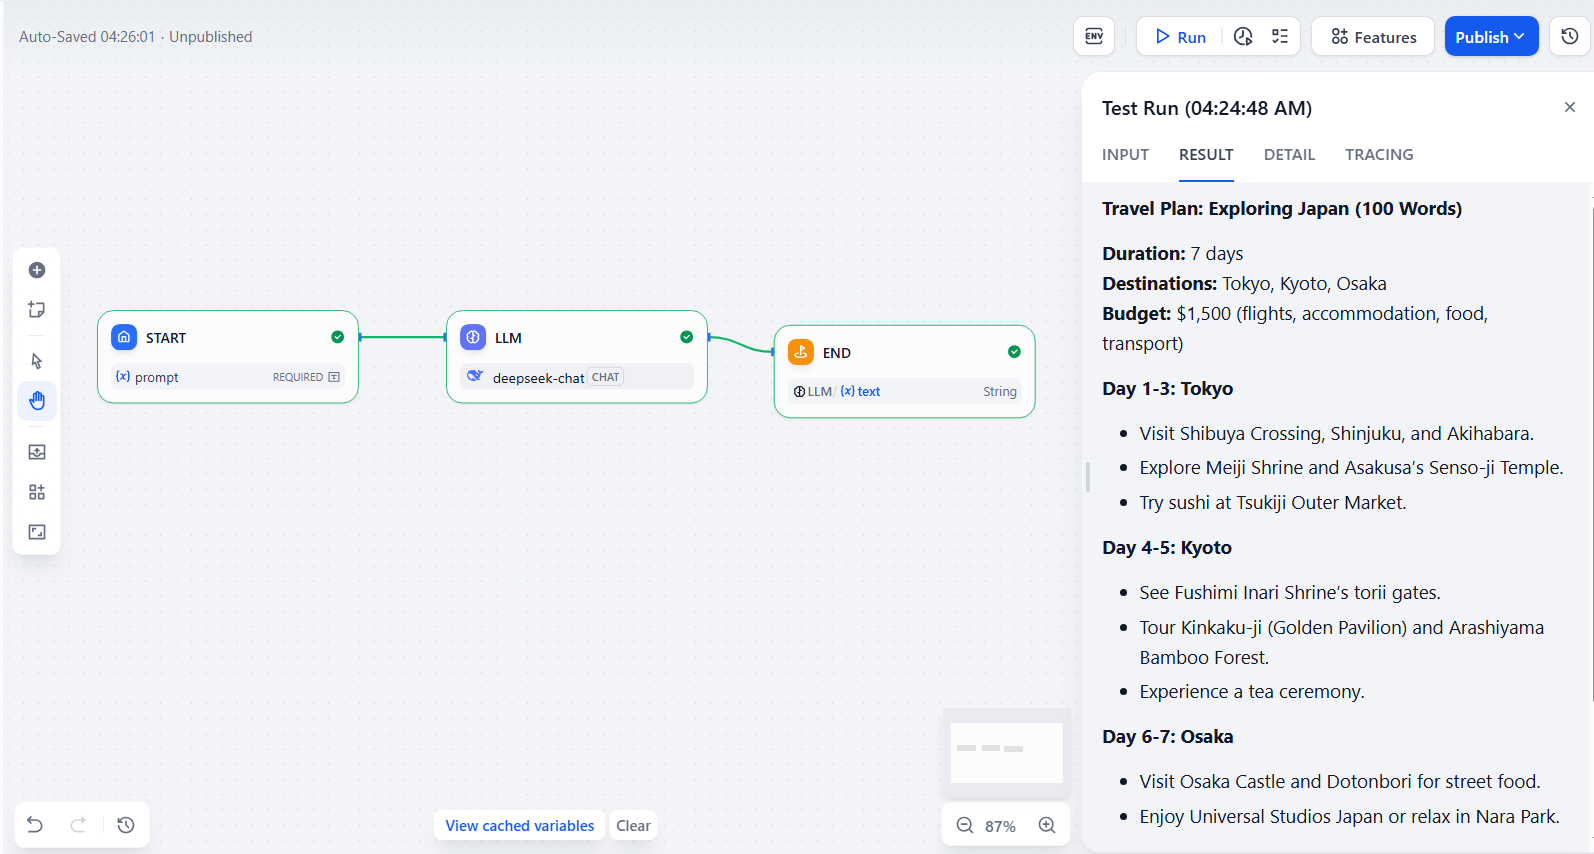 Auto-Saved 04:26:01 · Unpublished
ENV
Run
Features
Publish
Test Run (04:24:48 AM)
INPUT
RESULT
DETAIL
TRACING
Travel Plan: Exploring Japan (100 Words)
Duration: 7 days
Destinations: Tokyo, Kyoto, Osaka
Budget: $1,500 (flights, accommodation, food,
transport)
Day 1-3: Tokyo
• Visit Shibuya Crossing, Shinjuku, and Akihabara.
• Explore Meiji Shrine and Asakusa’s Senso-ji Temple.
• Try sushi at Tsukiji Outer Market.
Day 4-5: Kyoto
• See Fushimi Inari Shrine’s torii gates.
• Tour Kinkaku-ji (Golden Pavilion) and Arashiyama
Bamboo Forest.
• Experience a tea ceremony.
Day 6-7: Osaka
• Visit Osaka Castle and Dotonbori for street food.
• Enjoy Universal Studios Japan or relax in Nara Park.
START
{x} prompt REQUIRED
LLM
deepseek-chat CHAT
END
LLM / {x} text String
View cached variables
Clear
87%